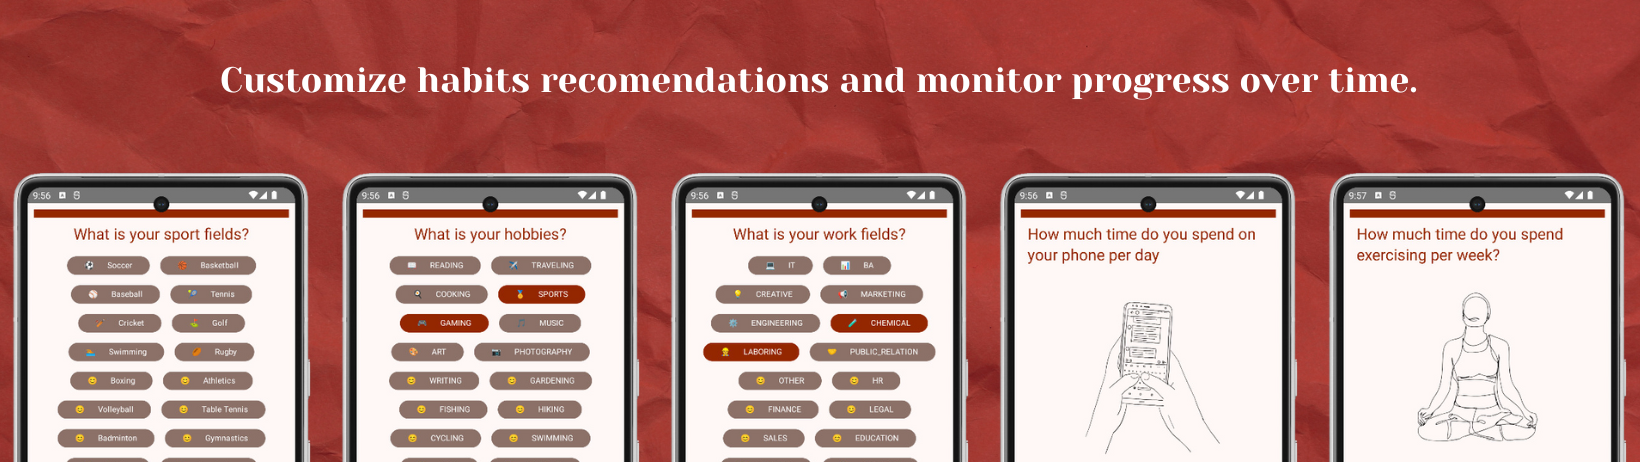 Customize habits recomendations and monitor progress over time.
9:56
What is your sport fields?
Soccer
Basketball
Baseball
Tennis
Cricket
Golf
Swimming
Rugby
Boxing
Athletics
Volleyball
Table Tennis
Badminton
Gymnastics
9:56
What is your hobbies?
READING
TRAVELING
COOKING
SPORTS
GAMING
MUSIC
ART
PHOTOGRAPHY
WRITING
GARDENING
FISHING
HIKING
CYCLING
SWIMMING
9:56
What is your work fields?
IT
BA
CREATIVE
MARKETING
ENGINEERING
CHEMICAL
LABORING
PUBLIC_RELATION
OTHER
HR
FINANCE
LEGAL
SALES
EDUCATION
9:56
How much time do you spend on
your phone per day
9:57
How much time do you spend
exercising per week?